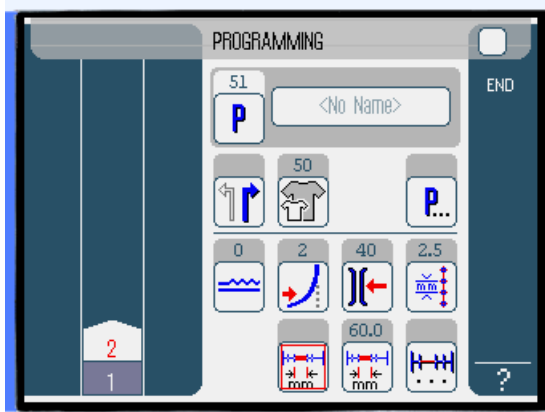 PROGRAMMING
51
P
<No Name>
END
50
P...
0
2
40
2.5
mm
60.0
mm
mm
...
2
1
?